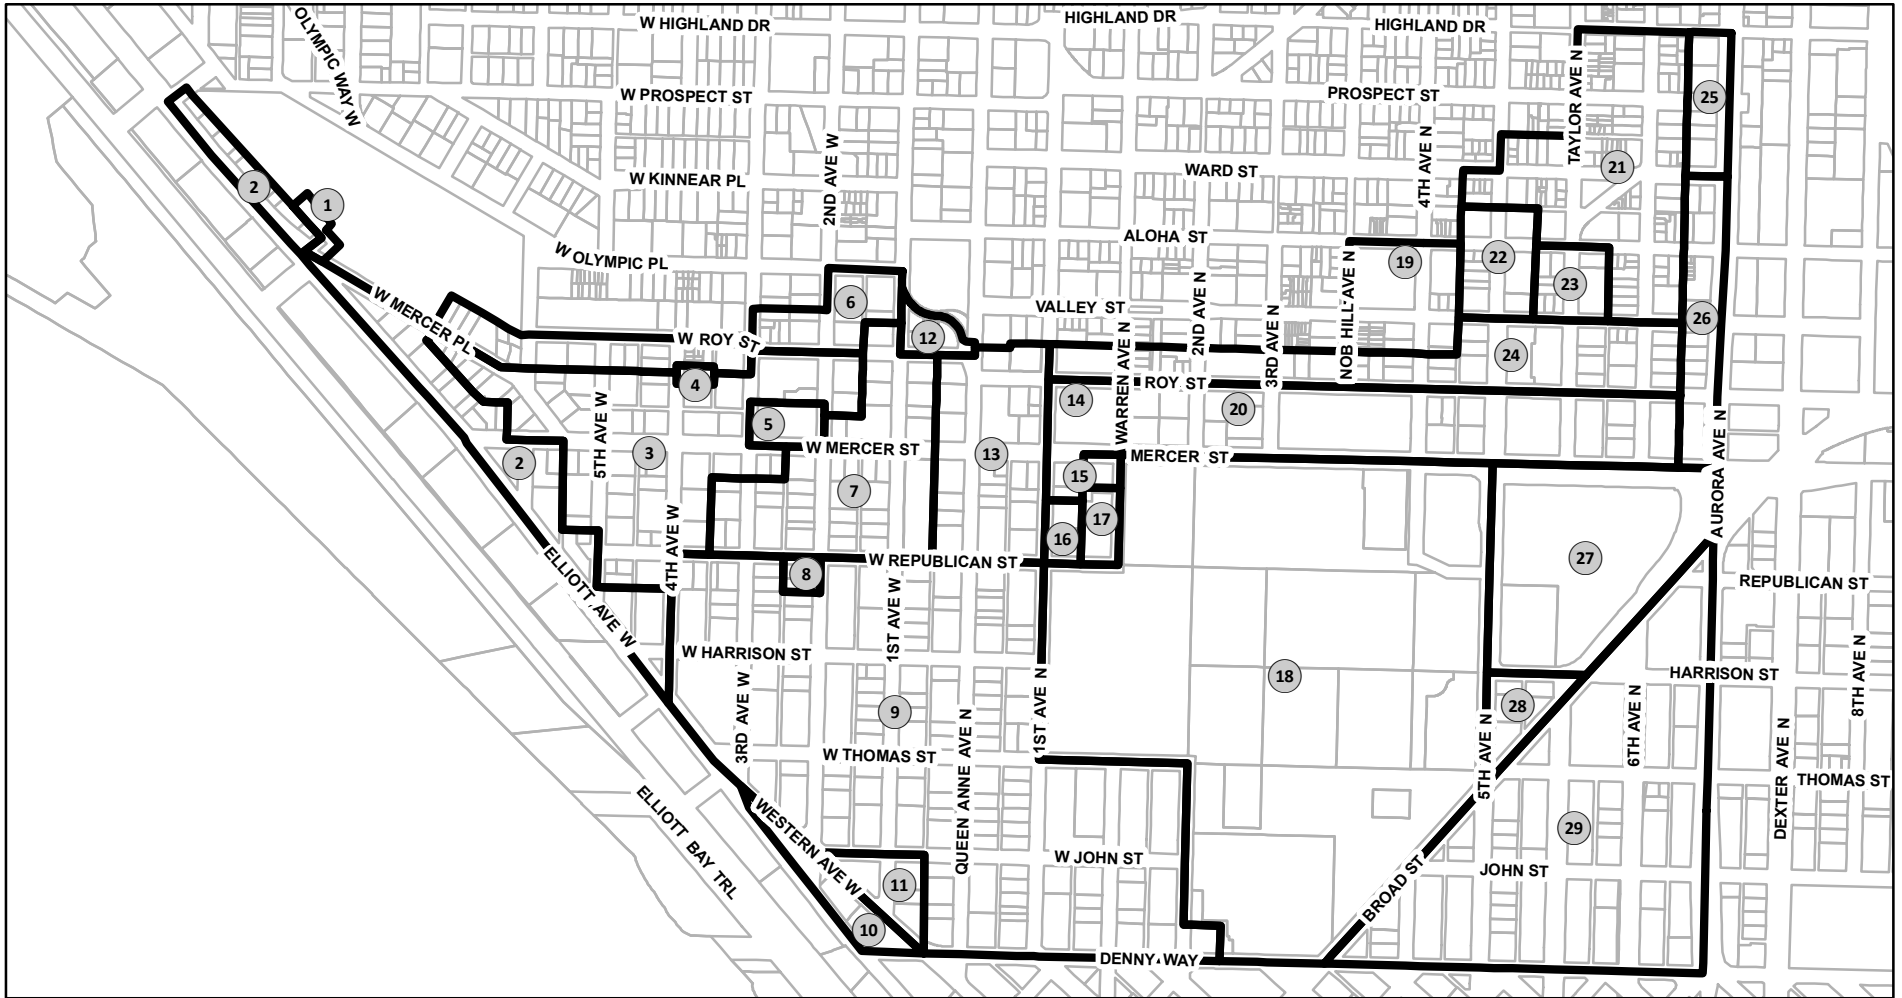 W HIGHLAND DR
HIGHLAND DR
HIGHLAND DR
OLYMPIC WAY W
TAYLOR AVE N
W PROSPECT ST
PROSPECT ST
25
2ND AVE W
4TH AVE N
21
W KINNEAR PL
WARD ST
2
1
ALOHA ST
W OLYMPIC PL
22
19
23
2ND AVE N
NOB HILL AVE N
W MERCER PL
6
VALLEY ST
3RD AVE N
26
12
W ROY ST
WARREN AVE N
24
4
ROY ST
14
20
5
5TH AVE W
W MERCER ST
MERCER ST
AURORA AVE N
3
13
2
15
7
17
16
4TH AVE W
27
W REPUBLICAN ST
8
REPUBLICAN ST
ELLIOTT AVE W
1ST AVE W
W HARRISON ST
HARRISON ST
8TH AVE N
18
3RD AVE W
9
1ST AVE N
28
6TH AVE N
QUEEN ANNE AVE N
5TH AVE N
W THOMAS ST
THOMAS ST
DEXTER AVE N
ELLIOTT BAY TRL
WESTERN AVE W
29
W JOHN ST
JOHN ST
11
BROAD ST
10
DENNY WAY